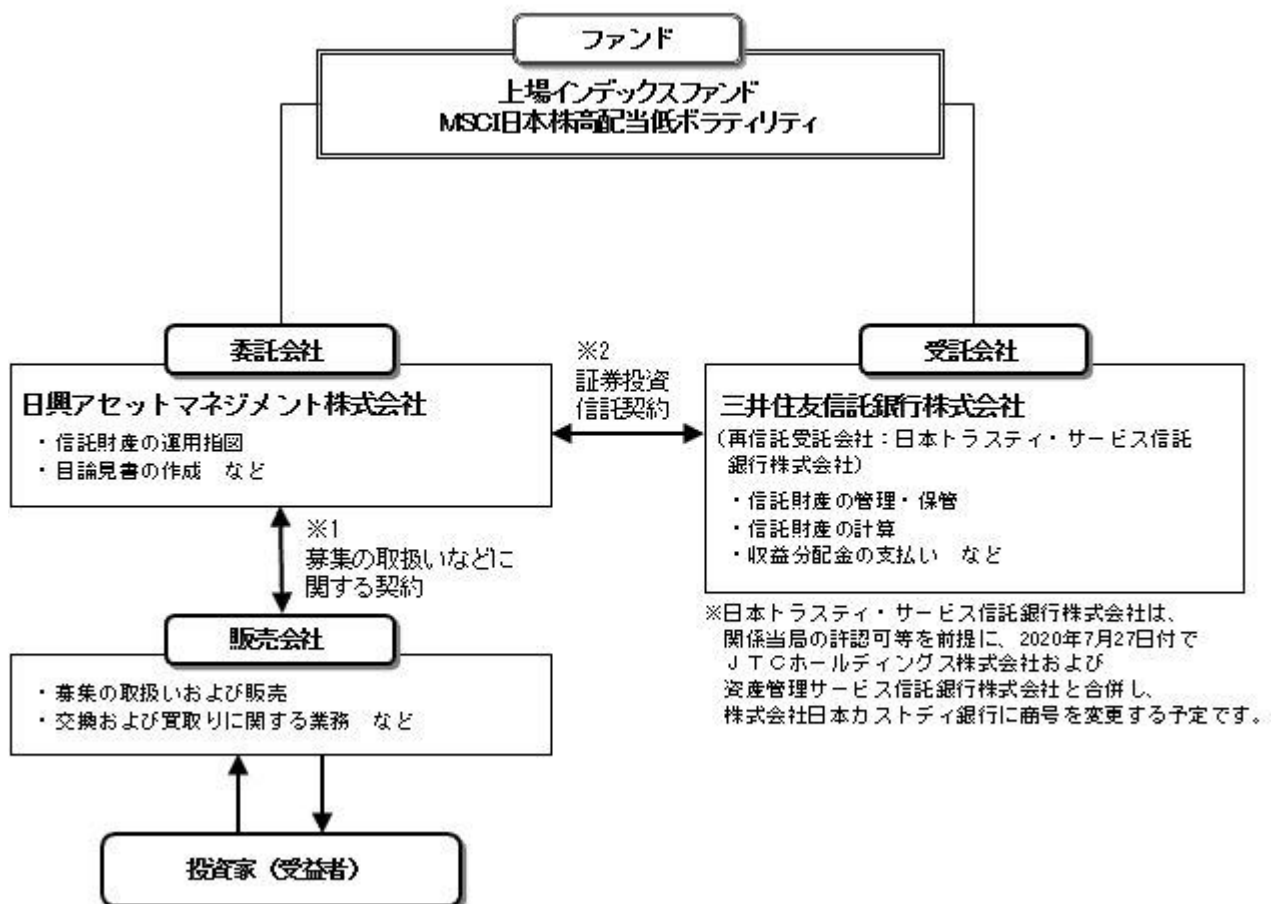 ファンド
上場インデックスファンド
MSCI日本株高配当低ボラティリティ
委託会社
日興アセットマネジメント株式会社
・信託財産の運用指図
・目論見書の作成 など
※2
証券投資
信託契約
受託会社
三井住友信託銀行株式会社
(再信託受託会社：日本トラスティ・サービス信託
銀行株式会社)
・信託財産の管理・保管
・信託財産の計算
・収益分配金の支払い など
※日本トラスティ・サービス信託銀行株式会社は、
関係当局の許認可等を前提に、2020年7月27日付で
ＪＴＣホールディングス株式会社および
資産管理サービス信託銀行株式会社と合併し、
株式会社日本カストディ銀行に商号を変更する予定です。
※1
募集の取扱いなどに
関する契約
販売会社
・募集の取扱いおよび販売
・交換および買取りに関する業務 など
投資家（受益者）